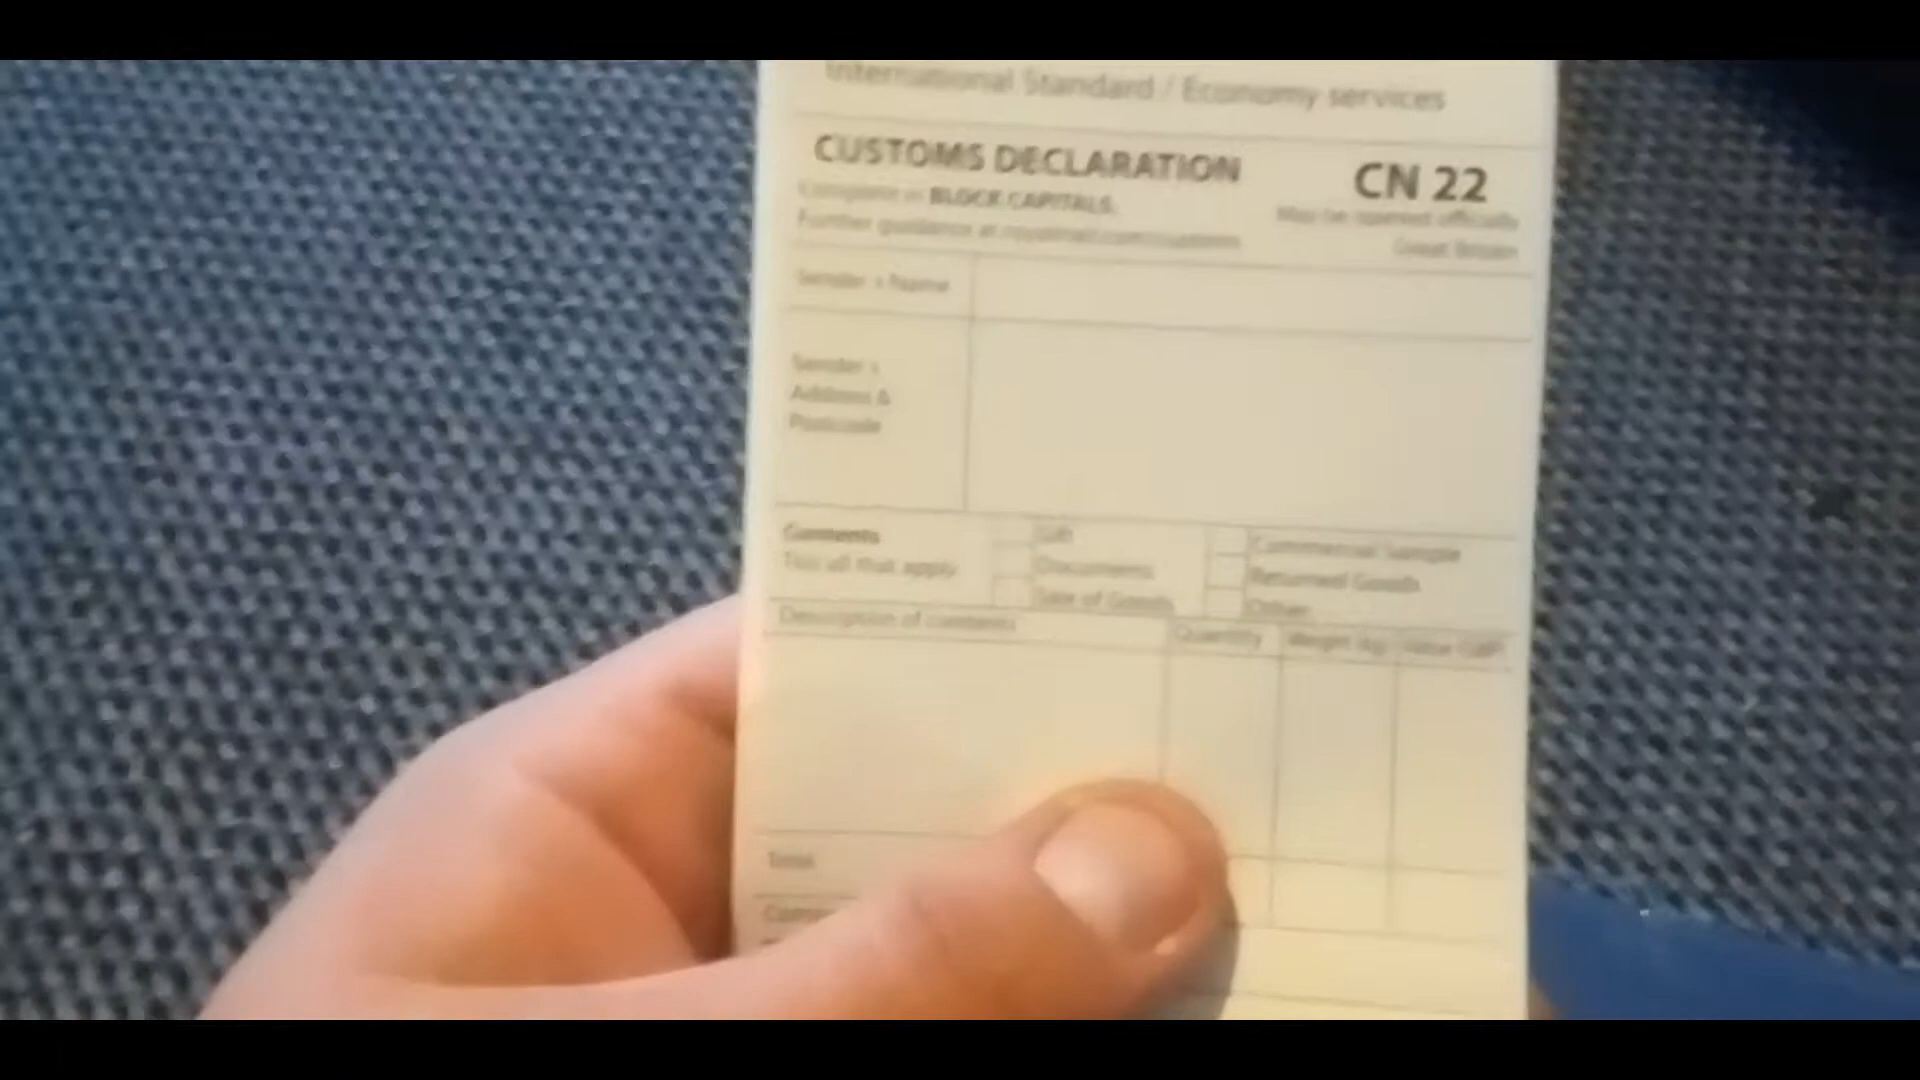 International Standard / Economy services
CUSTOMS DECLARATION
CN 22
Complete in BLOCK CAPITALS.
Further guidance at royalmail.com/customs
May be opened officially
Great Britain
Sender s Name
Sender s
Address &
Postcode
Contents
Tick all that apply
Gift
Documents
Sale of Goods
Commercial Sample
Returned Goods
Other
Description of contents
Quantity
Weight (kg)
Value GBP
Total